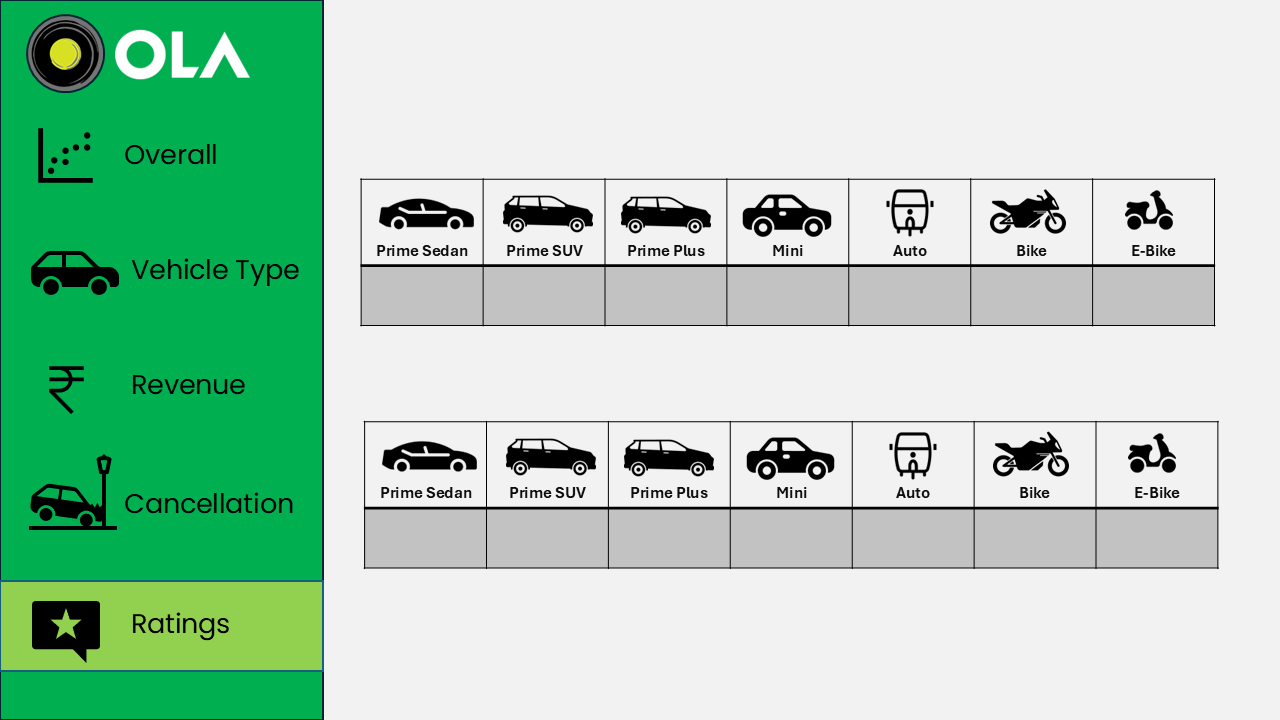 OLA
Overall
Vehicle Type
Revenue
Cancellation
Ratings
Prime Sedan Prime SUV Prime Plus Mini Auto Bike E-Bike
Prime Sedan Prime SUV Prime Plus Mini Auto Bike E-Bike